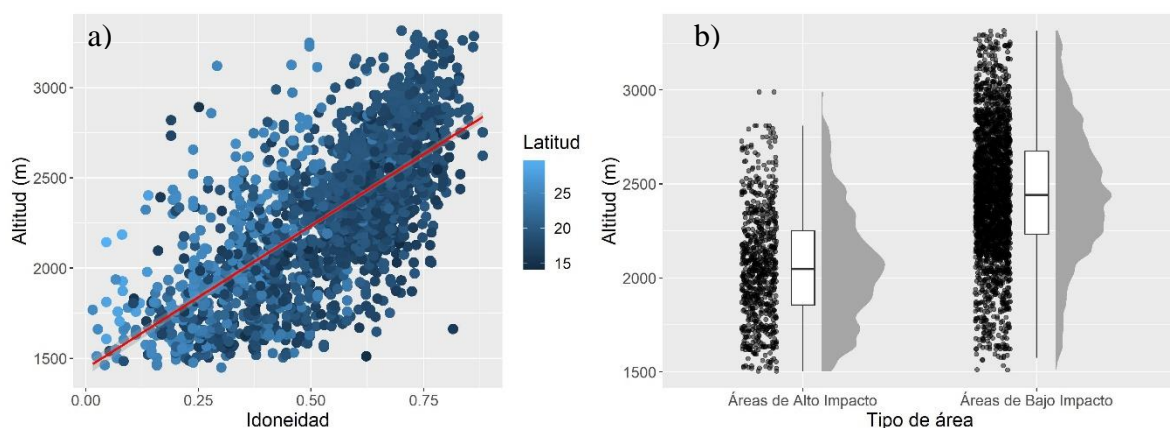 a)
Altitud (m)
3000
2500
2000
1500
0.00
0.25
0.50
0.75
Idoneidad
Latitud
25
20
15
b)
Altitud (m)
3000
2500
2000
1500
Áreas de Alto Impacto
Áreas de Bajo Impacto
Tipo de área